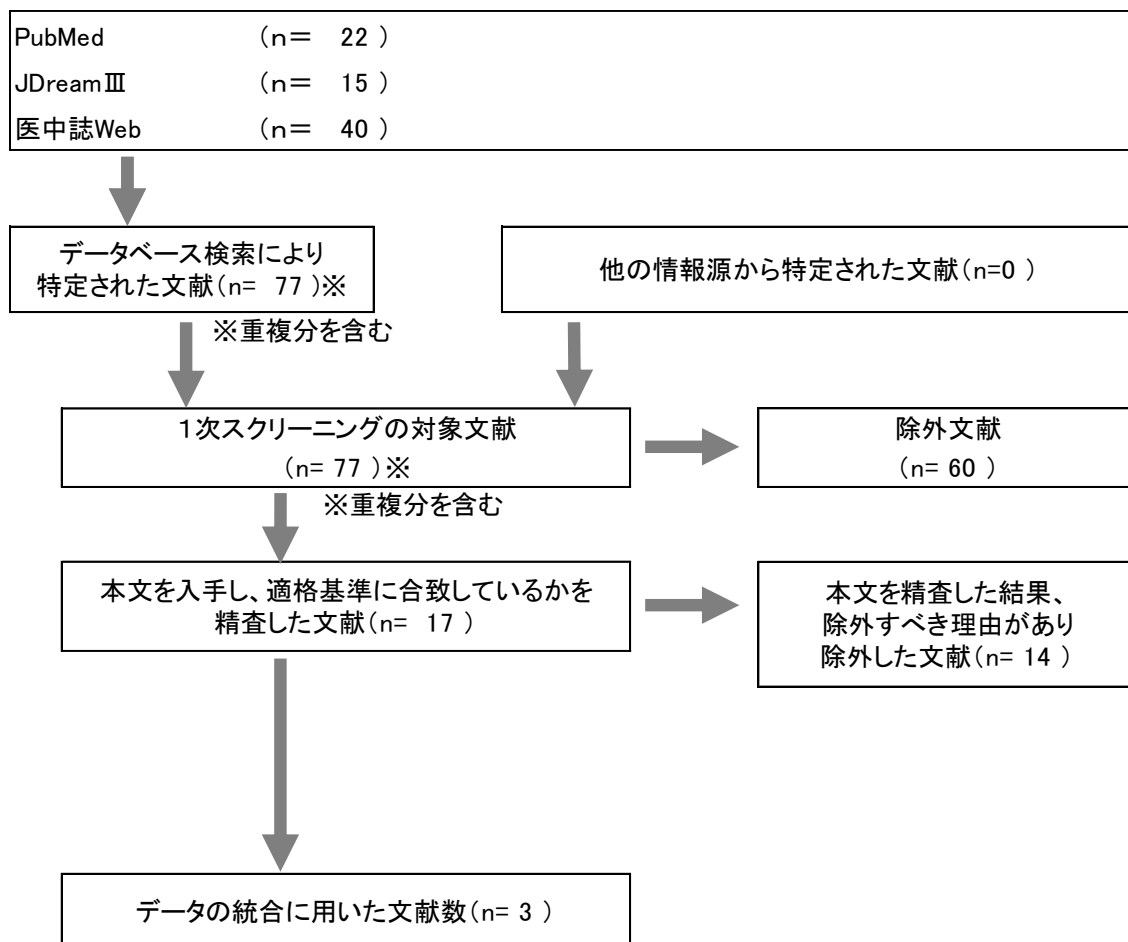 PubMed （n＝ 22 ）
JDreamⅢ （n＝ 15 ）
医中誌Web （n＝ 40 ）
データベース検索により
特定された文献（n= 77 ）※
他の情報源から特定された文献（n=0 ）
※重複分を含む
1次スクリーニングの対象文献
（n= 77 ）※
除外文献
（n= 60 ）
※重複分を含む
本文を入手し、適格基準に合致しているかを
精査した文献（n= 17 ）
本文を精査した結果、
除外すべき理由があり
除外した文献（n= 14 ）
データの統合に用いた文献数（n= 3 ）